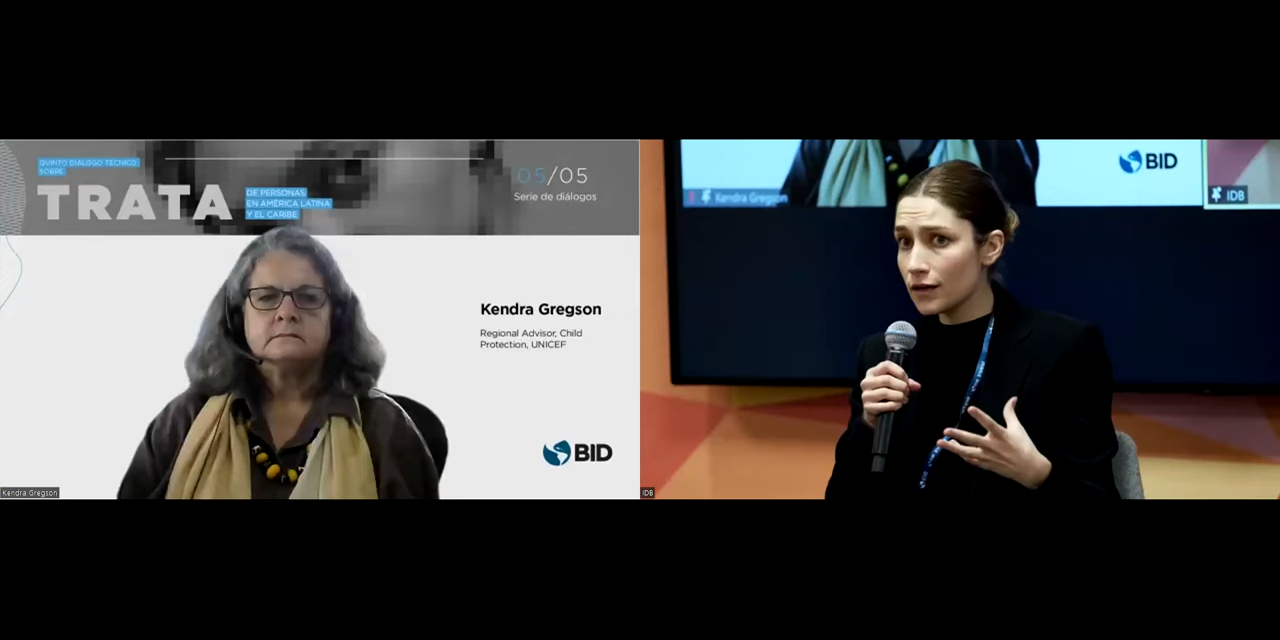 QUINTO DIÁLOGO TÉCNICO
SOBRE
TRATA
DE PERSONAS
EN AMÉRICA LATINA
Y EL CARIBE
05/05
Serie de diálogos
Kendra Gregson
Regional Advisor, Child
Protection, UNICEF
BID
Kendra Gregson
Kendra Gregson
BID
IDB
IDB